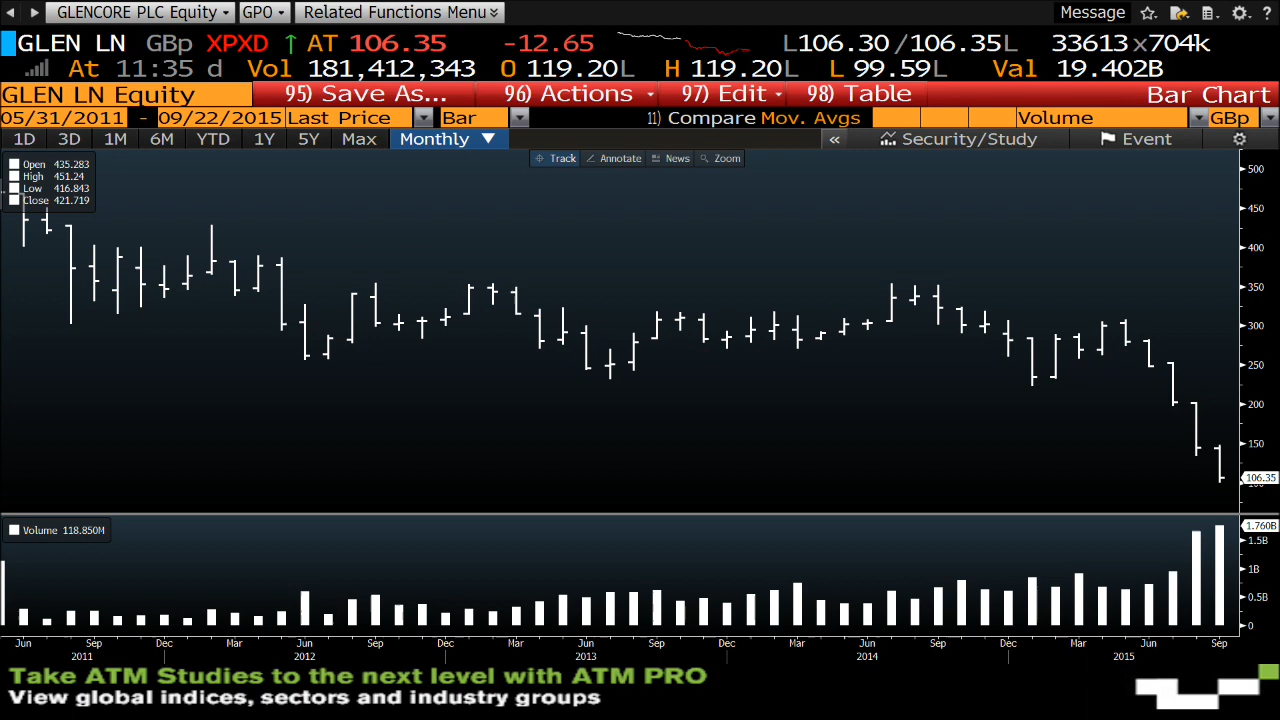 GLENCORE PLC Equity GPO Related Functions Menu Message ?
GLEN LN GBp XPXD ↑ AT 106.35 -12.65 L106.30 /106.35L 33613x704k
At 11:35 d Vol 181,412,343 O 119.20L H 119.20L L 99.59L Val 19.402B
GLEN LN Equity 95) Save As... 96) Actions 97) Edit 98) Table Bar Chart
05/31/2011 - 09/22/2015 Last Price Bar 11) Compare Mov. Avgs Volume GBp
1D 3D 1M 6M YTD 1Y 5Y Max Monthly ▼ « Security/Study Event
Track Annotate News Zoom
Open 435.283
High 451.24
Low 416.843
Close 421.719
500
450
400
350
300
250
200
150
106.35
Volume 118.850M
1.760B
1.5B
1B
0.5B
0
Jun Sep Dec Mar Jun Sep Dec Mar Jun Sep Dec Mar Jun Sep Dec Mar Jun Sep
2011 2012 2013 2014 2015
Take ATM Studies to the next level with ATM PRO
View global indices, sectors and industry groups